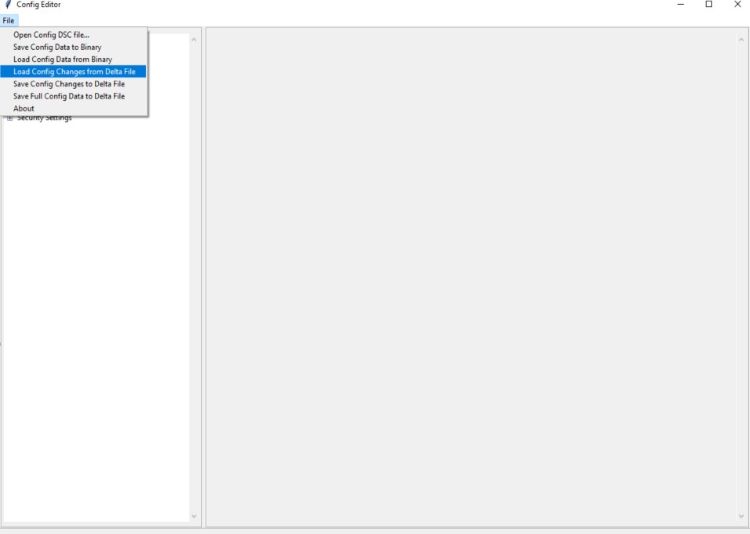 Config Editor
File
Open Config DSC file...
Save Config Data to Binary
Load Config Data from Binary
Load Config Changes from Delta File
Save Config Changes to Delta File
Save Full Config Data to Delta File
About
Security Settings